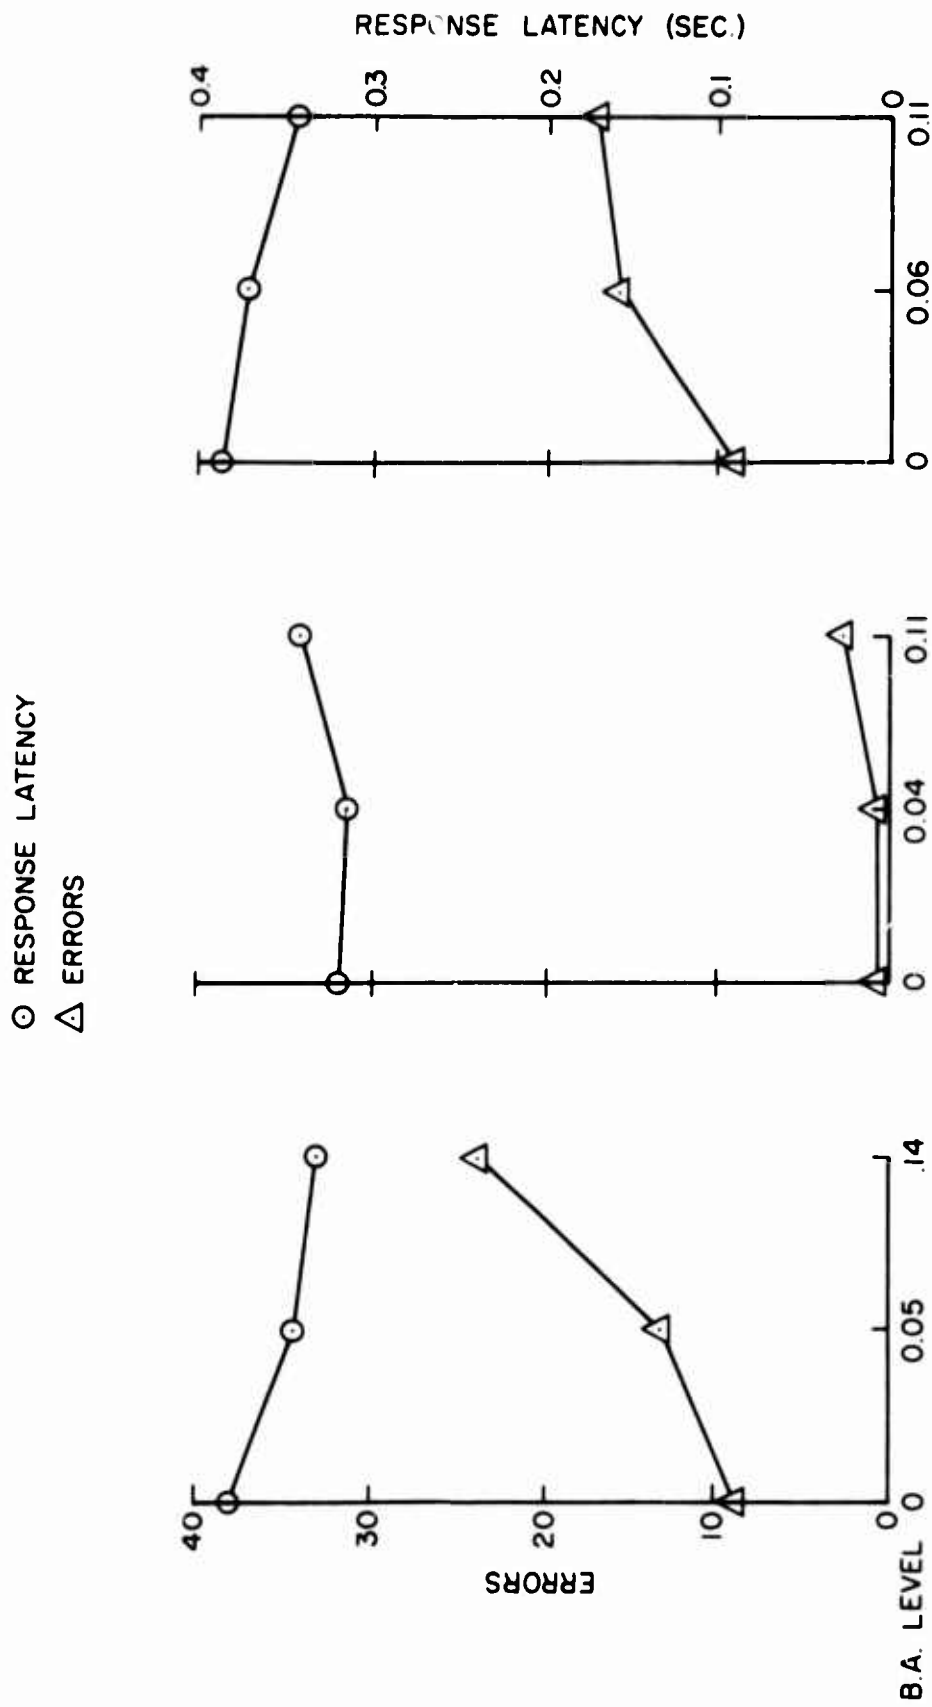 ⊙ RESPONSE LATENCY
△ ERRORS
40
30
20
10
0
ERRORS
0.4
0.3
0.2
0.1
0
RESPONSE LATENCY (SEC.)
B.A. LEVEL 0 0.05 .14 0 0.04 0.11 0 0.06 0.11